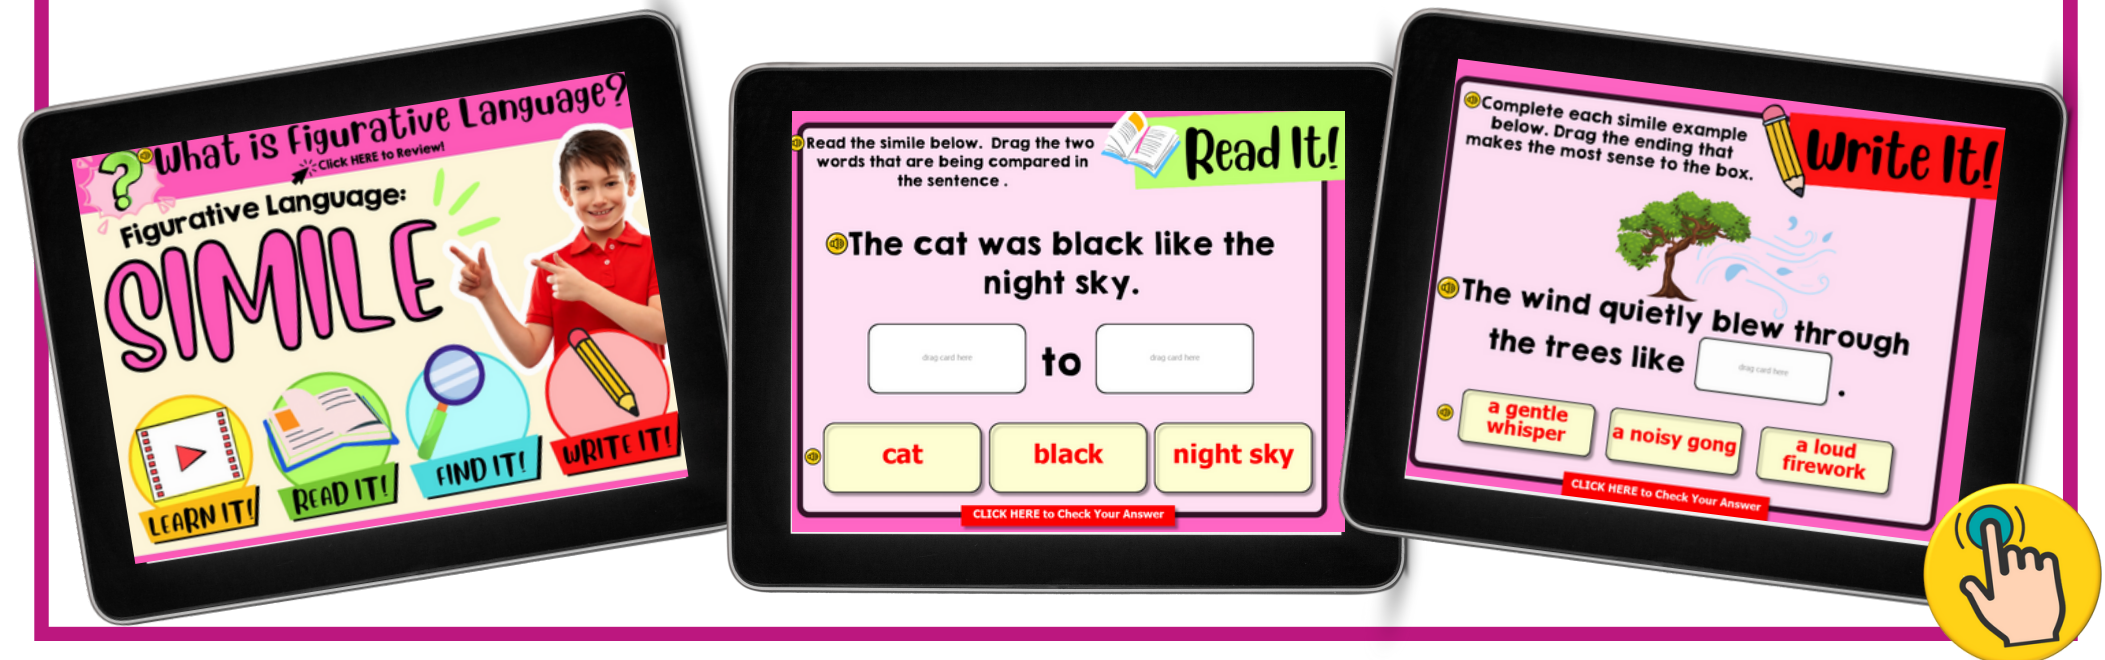 What is Figurative Language?
Click HERE to Review!
Figurative Language:
SIMILE
LEARN IT!
READ IT!
FIND IT!
WRITE IT!
Read the simile below. Drag the two
words that are being compared in
the sentence .
Read It!
The cat was black like the
night sky.
drag card here
to
drag card here
cat
black
night sky
CLICK HERE to Check Your Answer
Complete each simile example
below. Drag the ending that
makes the most sense to the box.
Write It!
The wind quietly blew through
the trees like
drag card here
.
a gentle
whisper
a noisy gong
a loud
firework
CLICK HERE to Check Your Answer